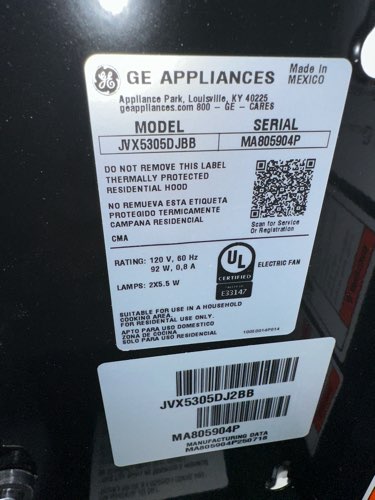 GE APPLIANCES
Made in
MEXICO
Appliance Park, Louisville, KY 40225
geappliances.com 800 - GE - CARES
MODEL SERIAL
JVX5305DJBB MA805904P
DO NOT REMOVE THIS LABEL
THERMALLY PROTECTED
RESIDENTIAL HOOD
NO REMUEVA ESTA ETIQUETA
PROTEGIDO TERMICAMENTE
CAMPANA RESIDENCIAL
CMA
Scan for Service
Or Registration
RATING: 120 V, 60 Hz
92 W, 0,8 A
LAMPS: 2X5.5 W
UL
CERTIFIED
E33147
ELECTRIC FAN
SUITABLE FOR USE IN A HOUSEHOLD
COOKING AREA.
FOR RESIDENTIAL USE ONLY.
APTO PARA USO DOMESTICO
ZONA DE COCINA
SOLO PARA USO RESIDENCIAL
JVX5305DJ2BB
MA805904P
MANUFACTURING DATA
MA805904P250718